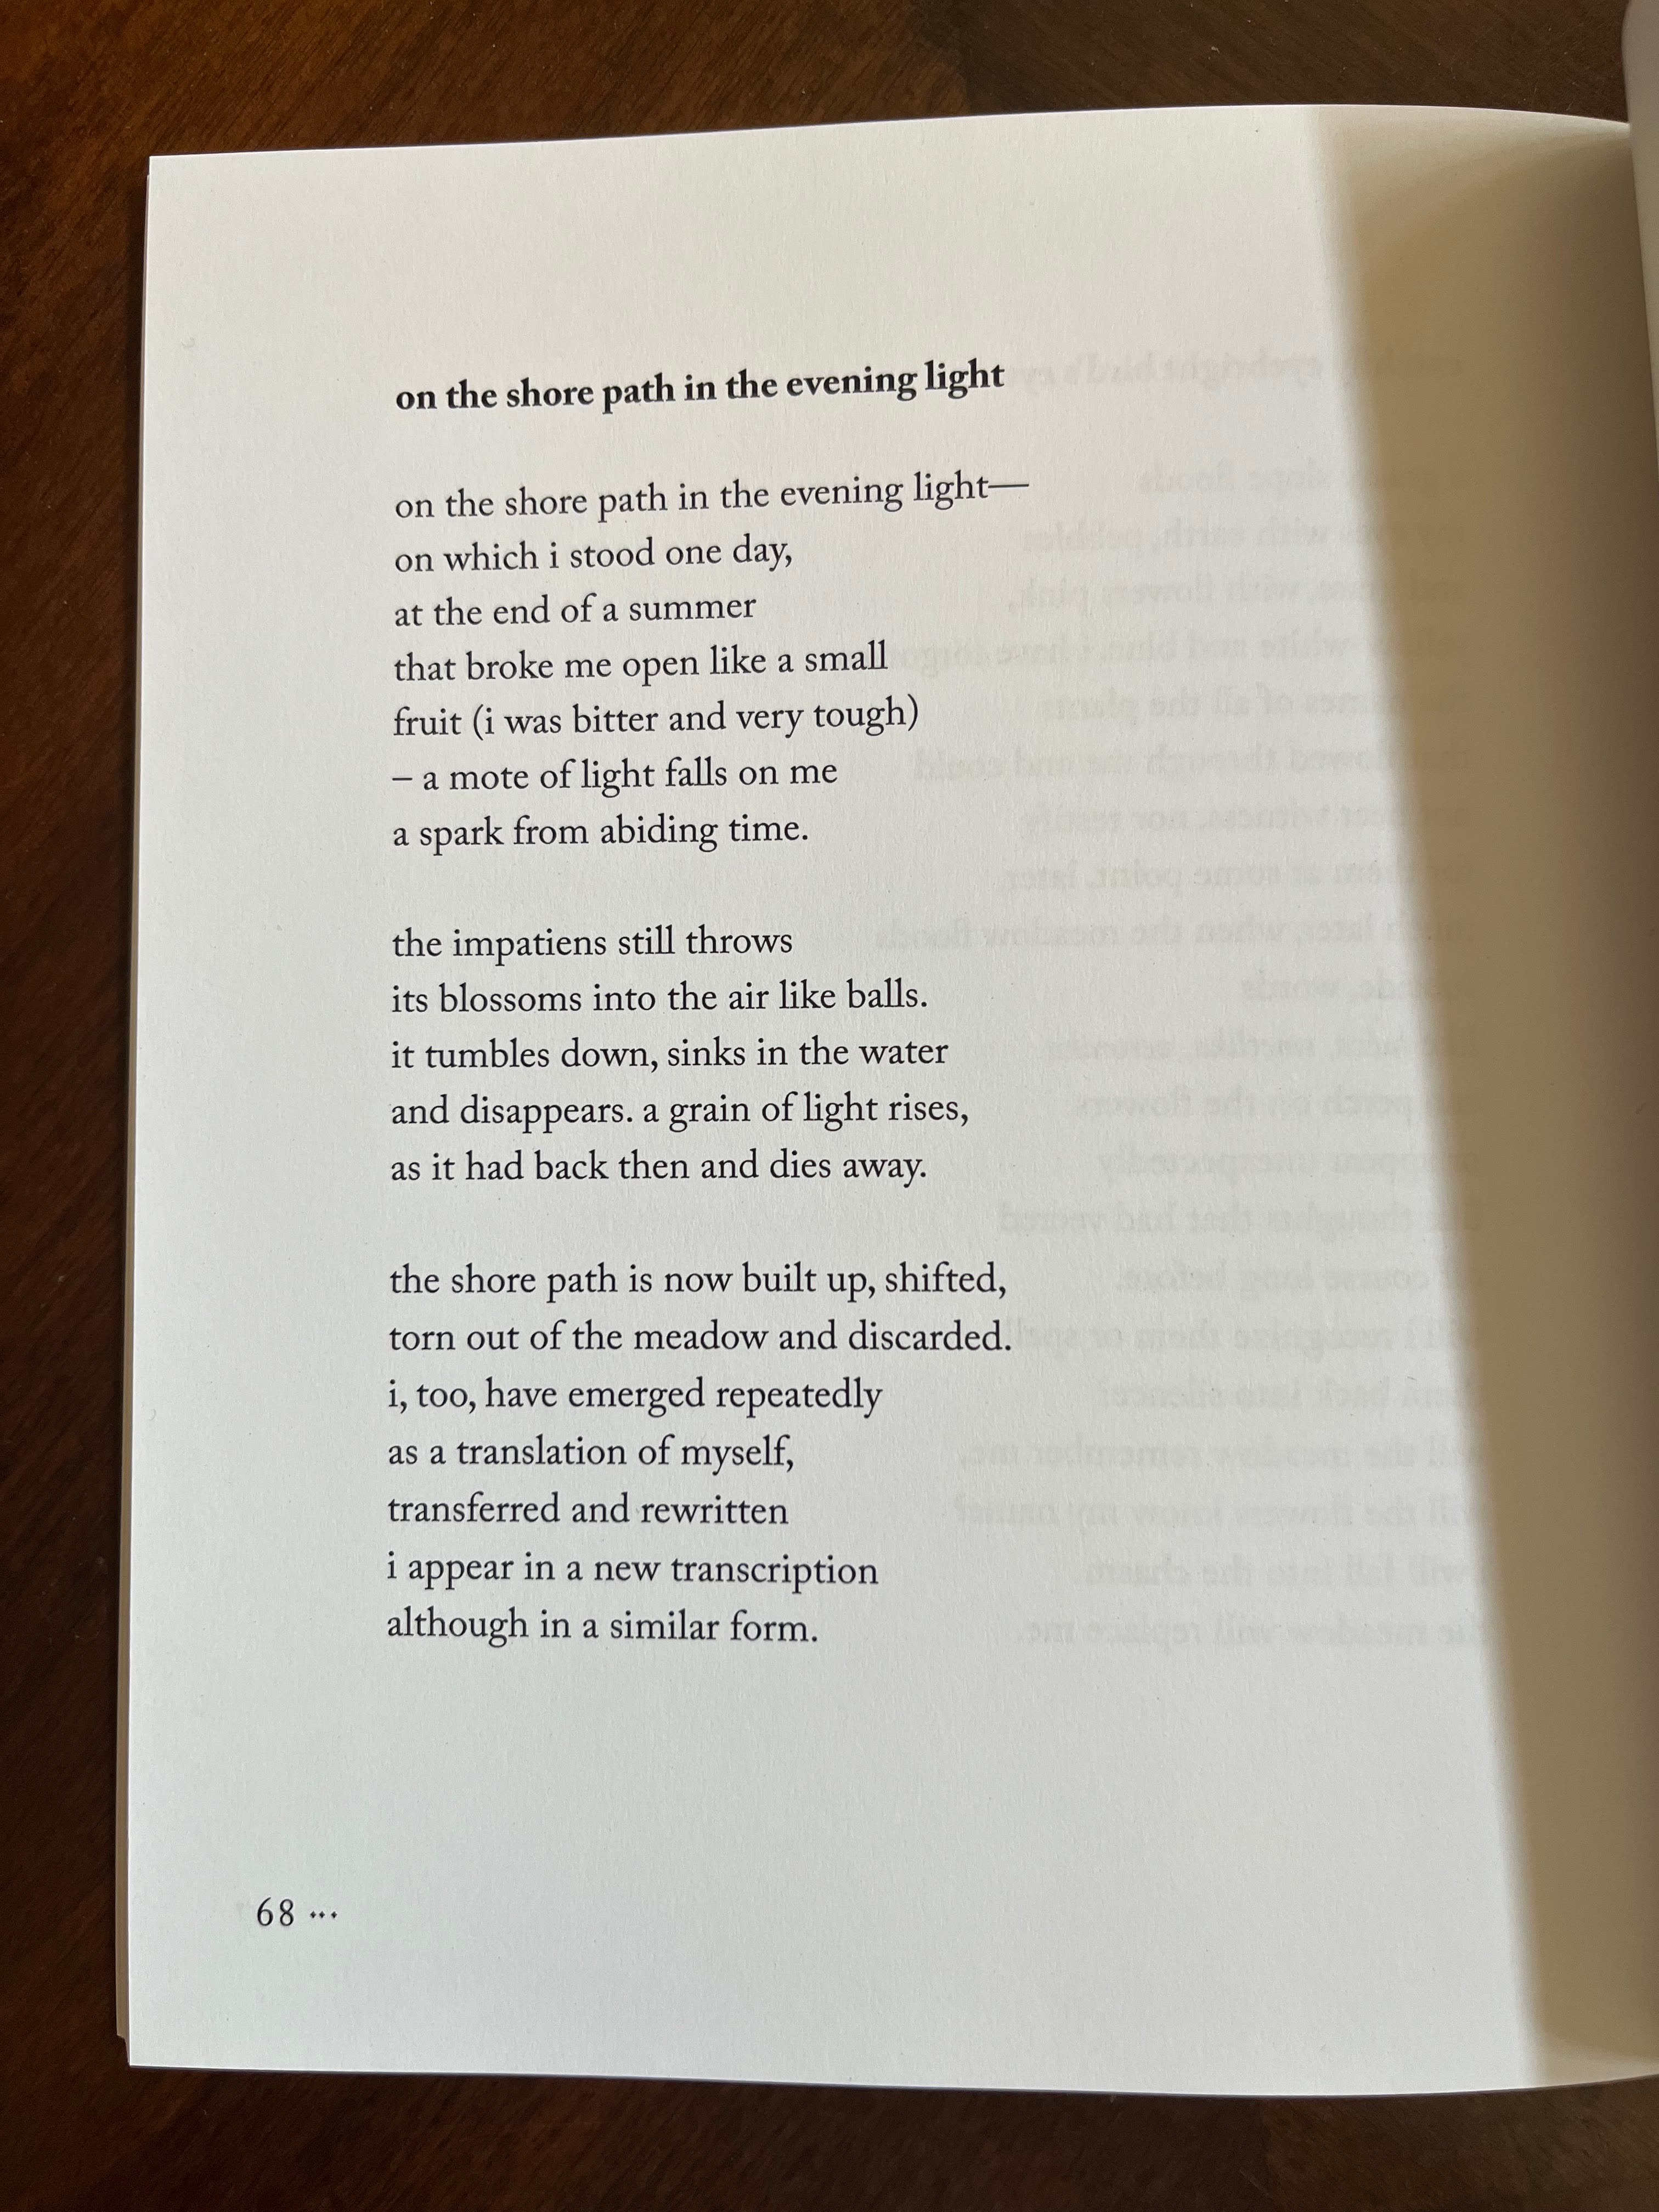 on the shore path in the evening light
on the shore path in the evening light—
on which i stood one day,
at the end of a summer
that broke me open like a small
fruit (i was bitter and very tough)
– a mote of light falls on me
a spark from abiding time.
the impatiens still throws
its blossoms into the air like balls.
it tumbles down, sinks in the water
and disappears. a grain of light rises,
as it had back then and dies away.
the shore path is now built up, shifted,
torn out of the meadow and discarded.
i, too, have emerged repeatedly
as a translation of myself,
transferred and rewritten
i appear in a new transcription
although in a similar form.
68 •••